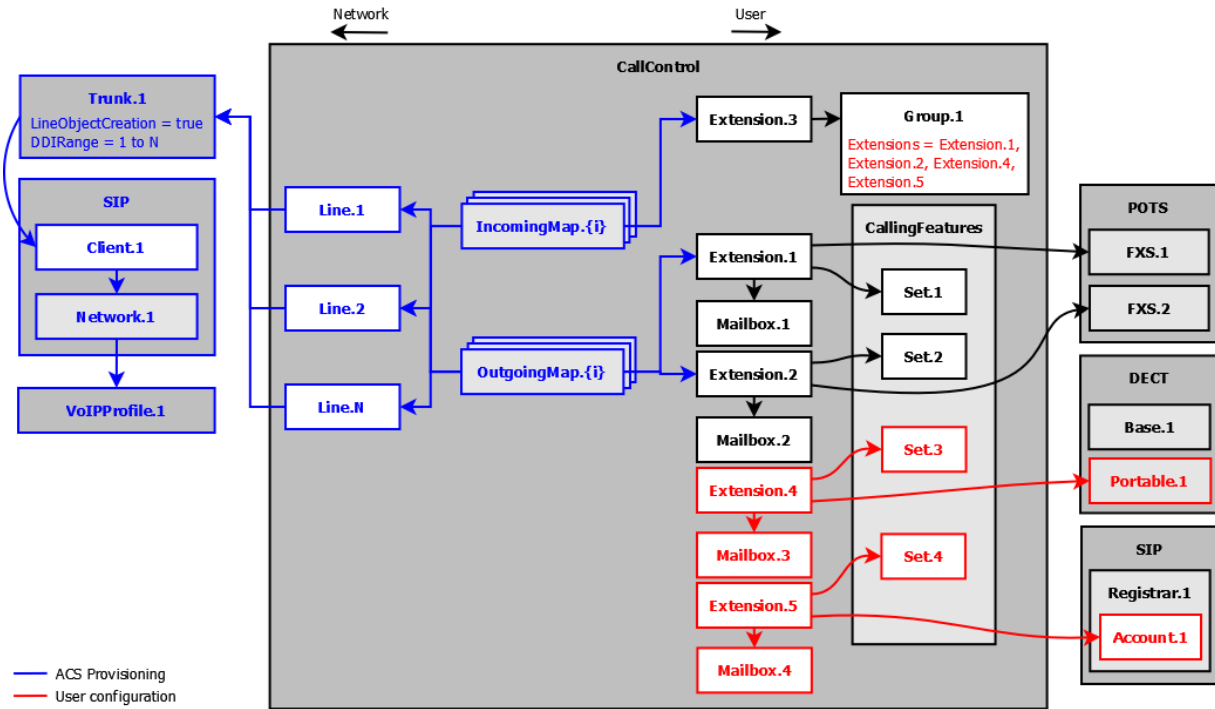 Network
User
CallControl
Trunk.1
LineObjectCreation = true
DDIRange = 1 to N
SIP
Client.1
Network.1
VoIPProfile.1
Line.1
Line.2
Line.N
IncomingMap.{i}
OutgoingMap.{i}
Extension.3
Group.1
Extensions = Extension.1,
Extension.2, Extension.4,
Extension.5
Extension.1
Mailbox.1
Extension.2
Mailbox.2
Extension.4
Mailbox.3
Extension.5
Mailbox.4
CallingFeatures
Set.1
Set.2
Set.3
Set.4
POTS
FXS.1
FXS.2
DECT
Base.1
Portable.1
SIP
Registrar.1
Account.1
ACS Provisioning
User configuration